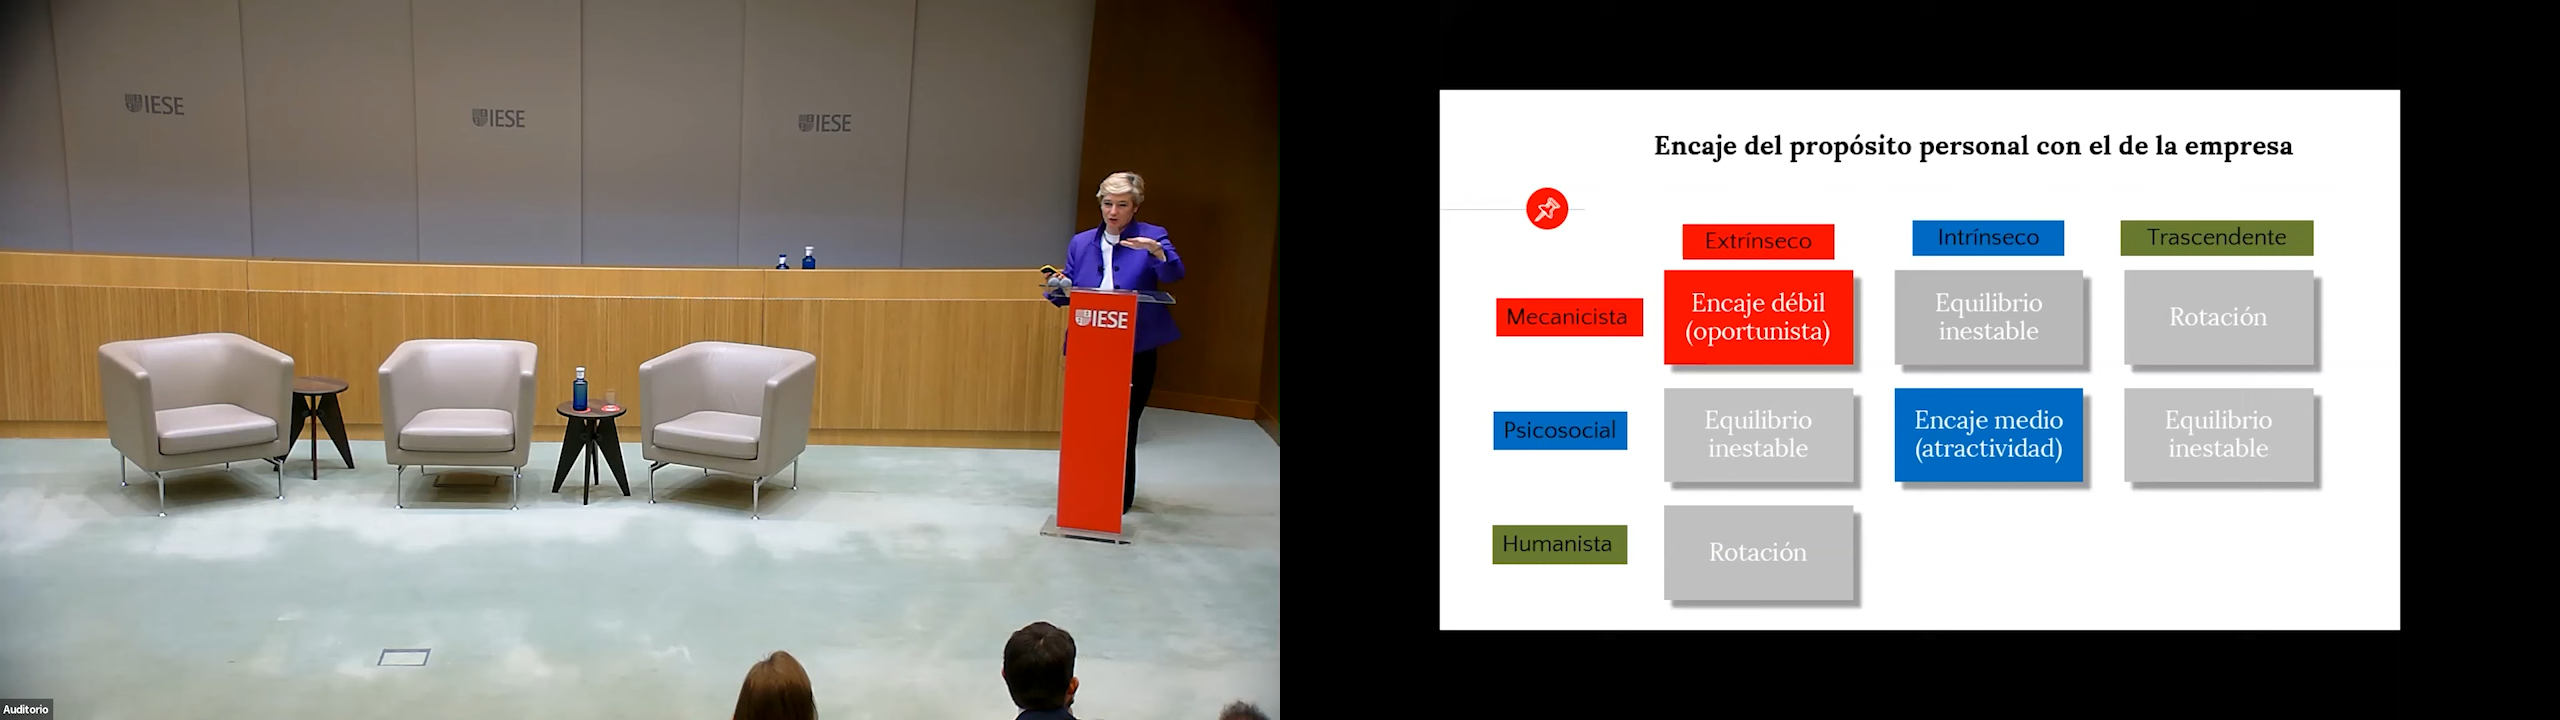 IESE
IESE
IESE
IESE
Auditorio
Encaje del propósito personal con el de la empresa
Extrínseco
Intrínseco
Trascendente
Mecanicista
Encaje débil
(oportunista)
Equilibrio
inestable
Rotación
Psicosocial
Equilibrio
inestable
Encaje medio
(atractividad)
Equilibrio
inestable
Humanista
Rotación